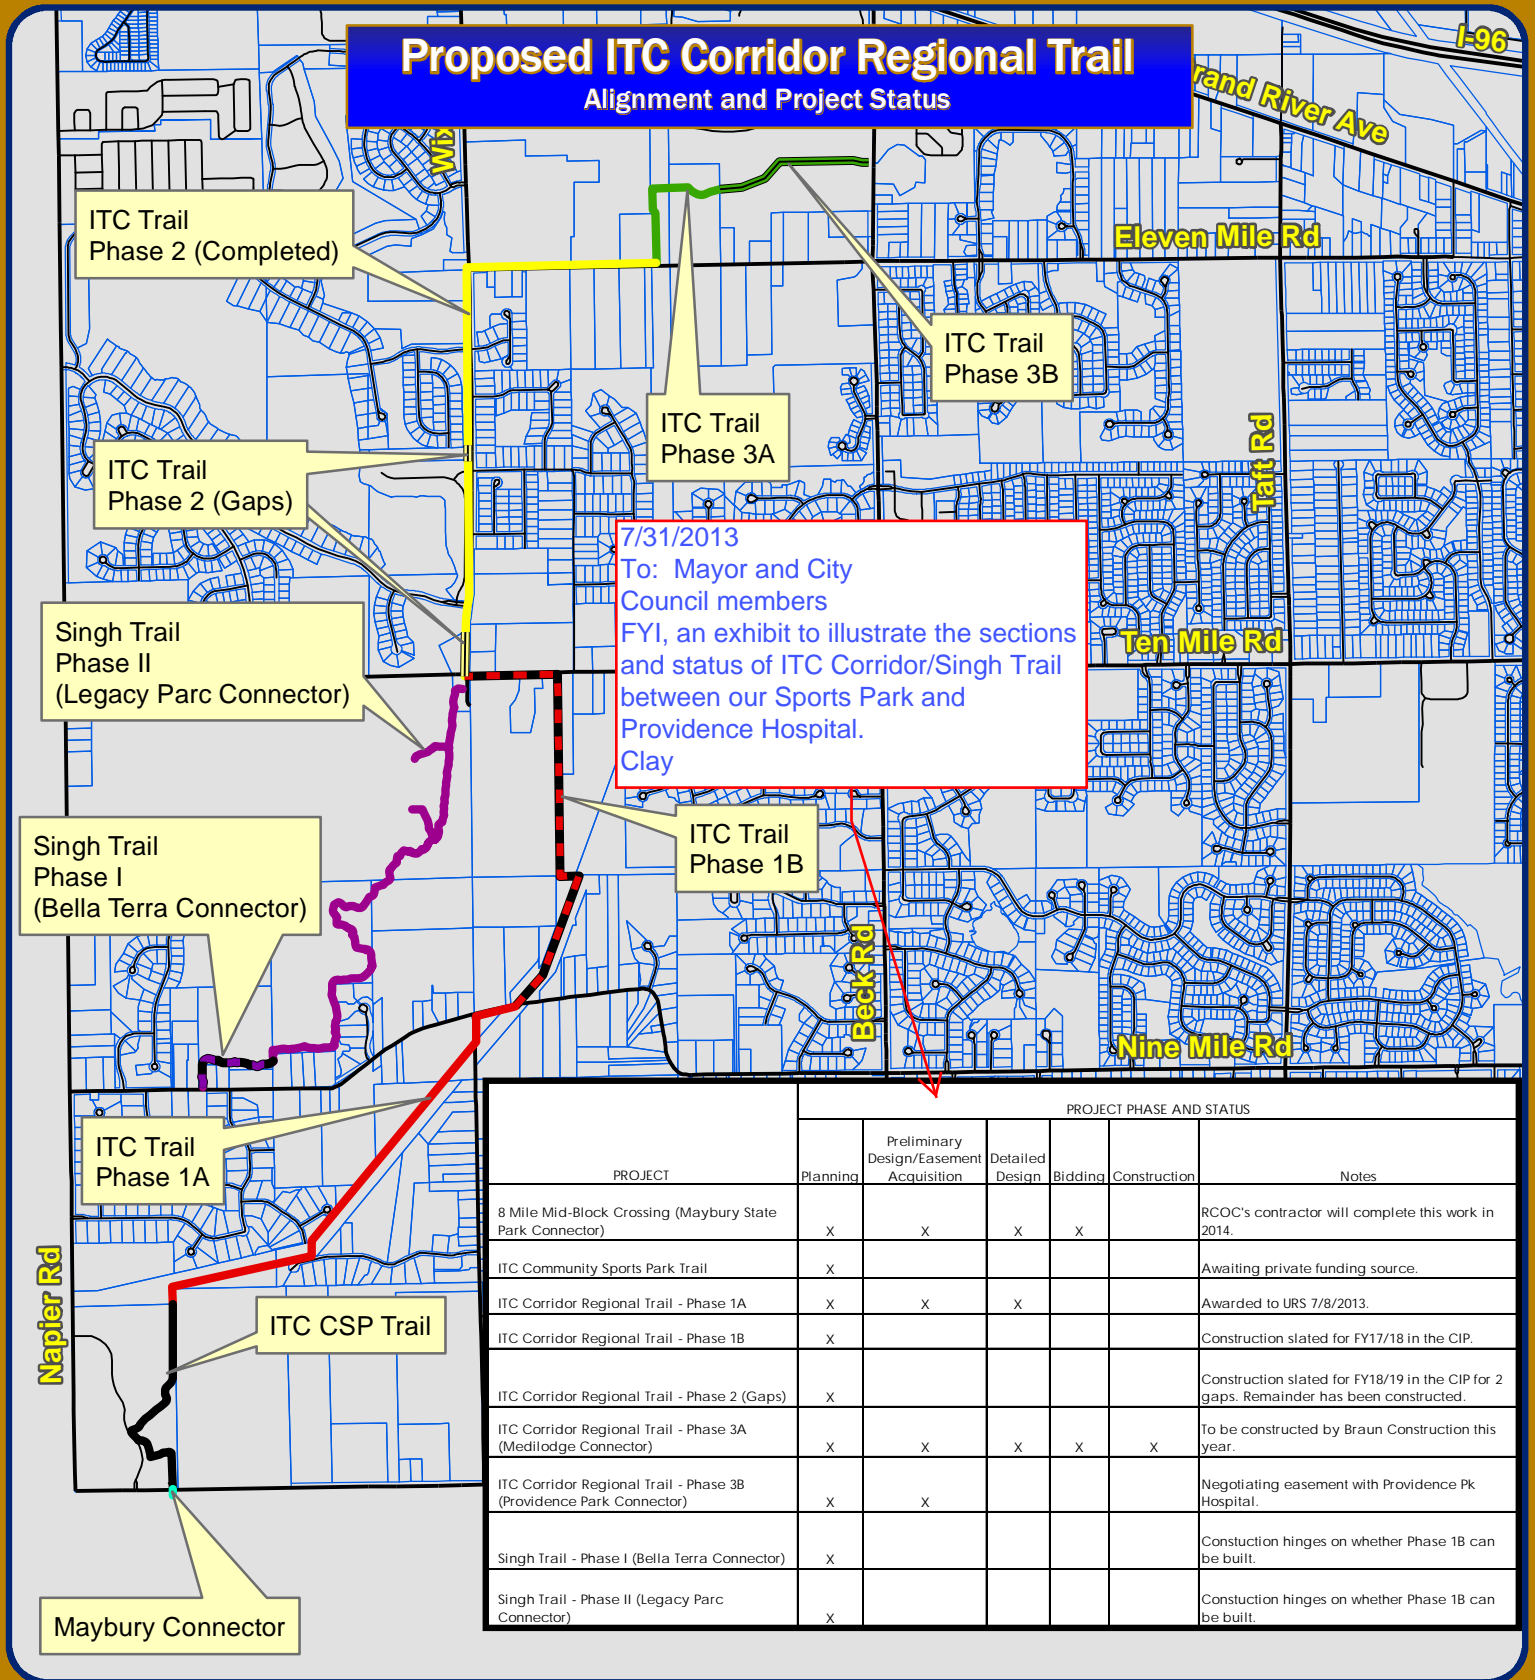 Proposed ITC Corridor Regional Trail
Alignment and Project Status
I-96
rand River Ave
Wix
ITC Trail
Phase 2 (Completed)
Eleven Mile Rd
ITC Trail
Phase 3B
ITC Trail
Phase 3A
Taft Rd
ITC Trail
Phase 2 (Gaps)
7/31/2013
To:  Mayor and City
Council members
FYI, an exhibit to illustrate the sections
and status of ITC Corridor/Singh Trail
between our Sports Park and
Providence Hospital.
Clay
Ten Mile Rd
Singh Trail
Phase II
(Legacy Parc Connector)
ITC Trail
Phase 1B
Singh Trail
Phase I
(Bella Terra Connector)
Beck Rd
Nine Mile Rd
ITC Trail
Phase 1A
Napier Rd
ITC CSP Trail
Maybury Connector
PROJECT PHASE AND STATUS
PROJECT Planning Preliminary Design/Easement Acquisition Detailed Design Bidding Construction Notes
8 Mile Mid-Block Crossing (Maybury State
Park Connector) X X X X RCOC's contractor will complete this work in
2014.
ITC Community Sports Park Trail X Awaiting private funding source.
ITC Corridor Regional Trail - Phase 1A X X X Awarded to URS 7/8/2013.
ITC Corridor Regional Trail - Phase 1B X Construction slated for FY17/18 in the CIP.
ITC Corridor Regional Trail - Phase 2 (Gaps) X Construction slated for FY18/19 in the CIP for 2
gaps. Remainder has been constructed.
ITC Corridor Regional Trail - Phase 3A
(Medilodge Connector) X X X X X To be constructed by Braun Construction this
year.
ITC Corridor Regional Trail - Phase 3B
(Providence Park Connector) X X Negotiating easement with Providence Pk
Hospital.
Singh Trail - Phase I (Bella Terra Connector) X Constuction hinges on whether Phase 1B can
be built.
Singh Trail - Phase II (Legacy Parc
Connector) X Constuction hinges on whether Phase 1B can
be built.